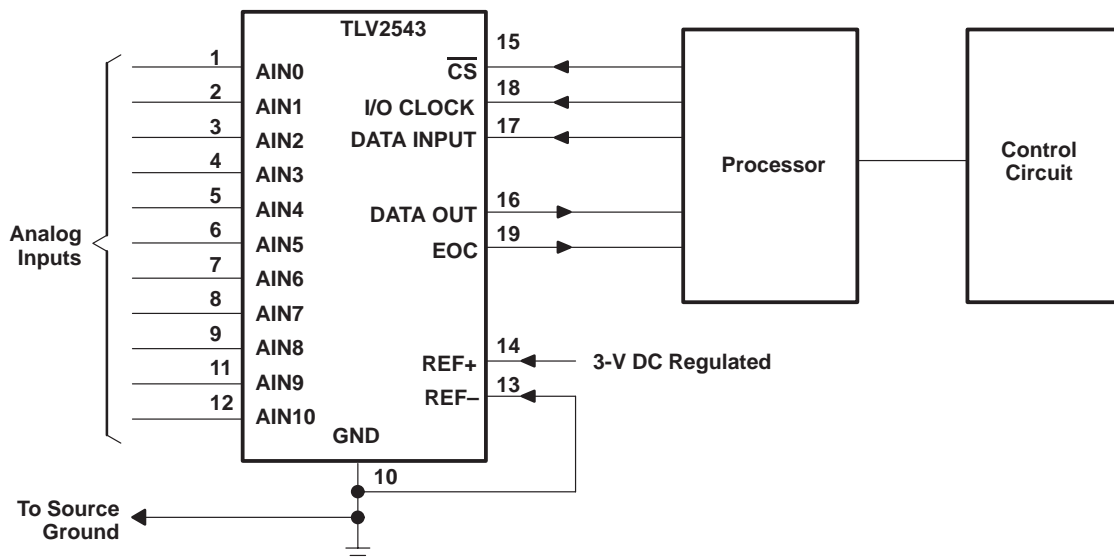 TLV2543
Analog
Inputs
1 AIN0
2 AIN1
3 AIN2
4 AIN3
5 AIN4
6 AIN5
7 AIN6
8 AIN7
9 AIN8
11 AIN9
12 AIN10
CS 15
I/O CLOCK 18
DATA INPUT 17
DATA OUT 16
EOC 19
REF+ 14
3-V DC Regulated
REF– 13
GND
10
To Source
Ground
Processor
Control
Circuit